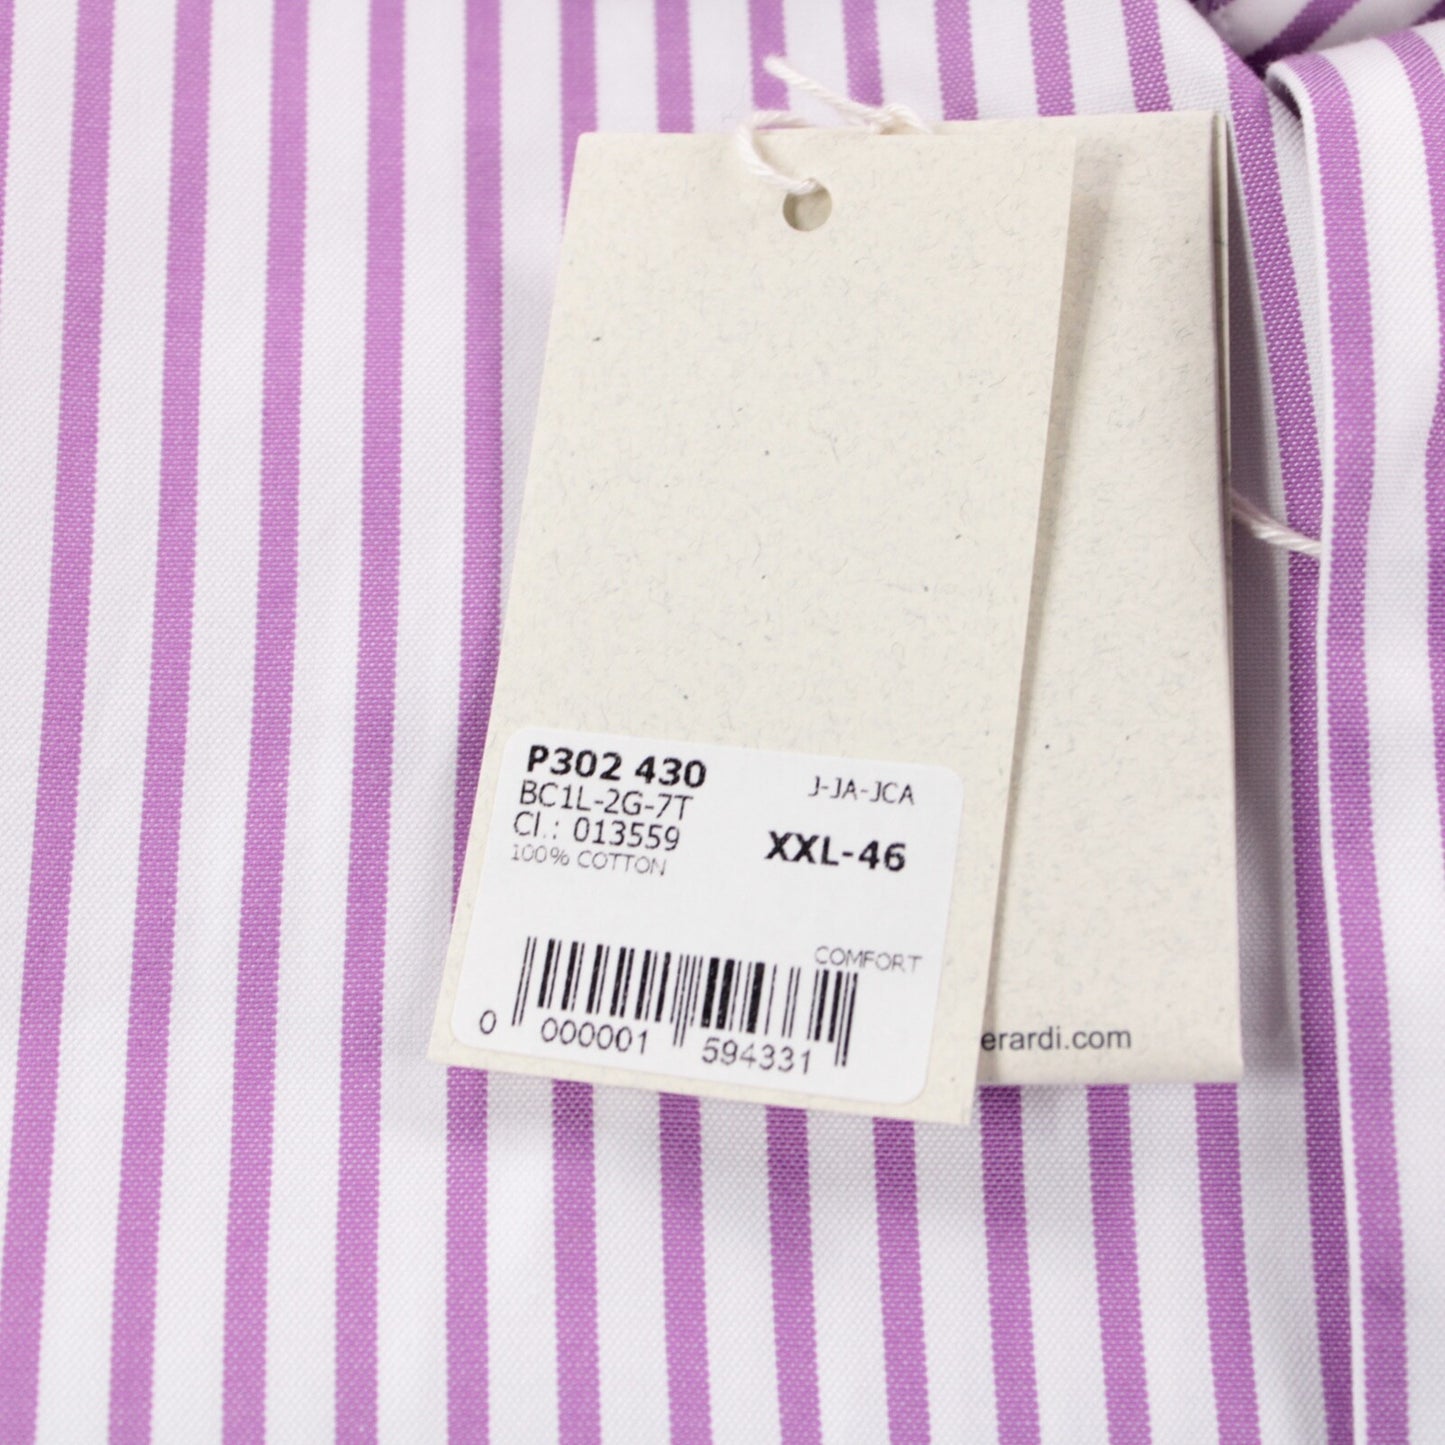 P302 430
J-JA-JCA
BC1L-2G-7T
Cl.: 013559
XXL-46
100% COTTON
COMFORT
0 000001 594331
erardi.com